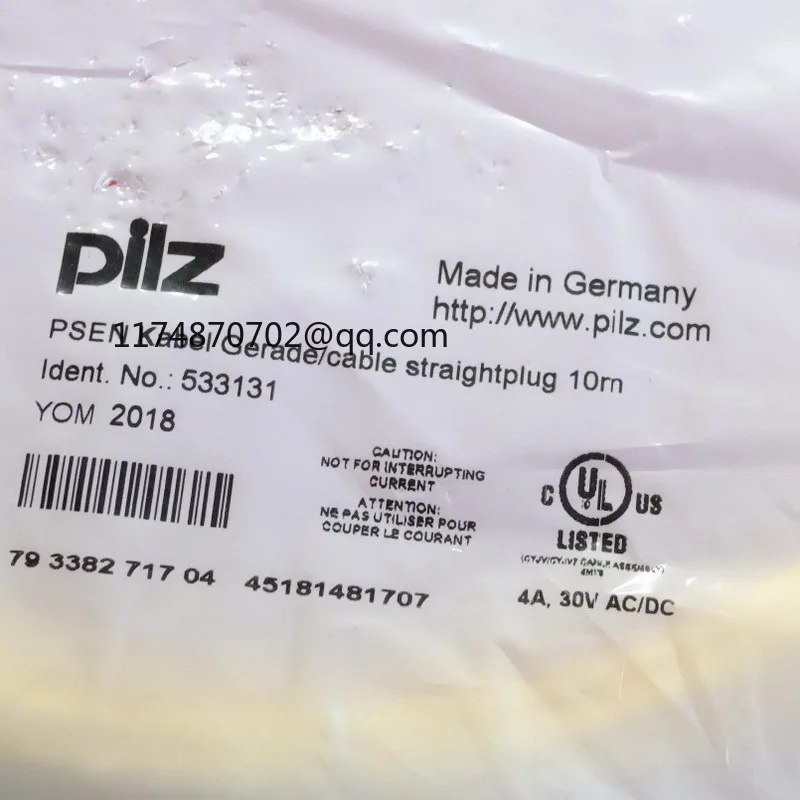 pilz
Made in Germany
http://www.pilz.com
PSEN Kabel Gerade/cable straightplug 10m
1174870702@qq.com
Ident. No.: 533131
YOM 2018
CAUTION:
NOT FOR INTERRUPTING
CURRENT
ATTENTION:
NE PAS UTILISER POUR
COUPER LE COURANT
C UL US
LISTED
79 3382 717 04 45181481707
4A, 30V AC/DC